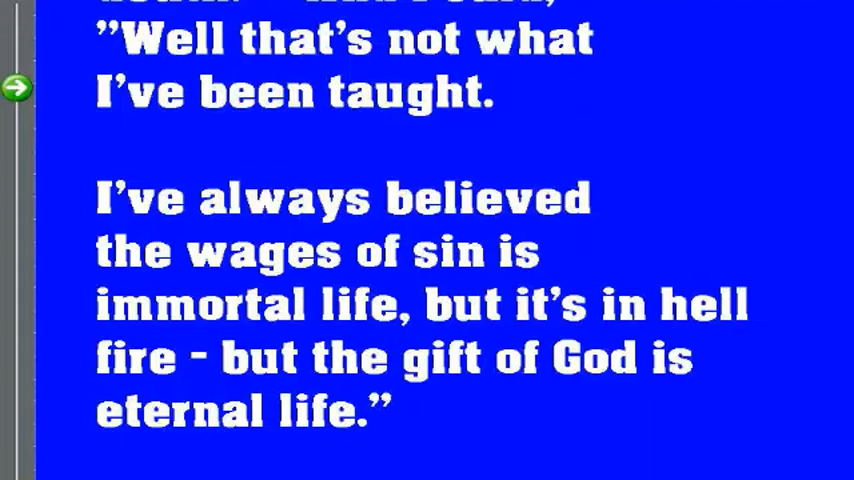 ”Well that’s not what
I’ve been taught.
I’ve always believed
the wages of sin is
immortal life, but it’s in hell
fire - but the gift of God is
eternal life.”